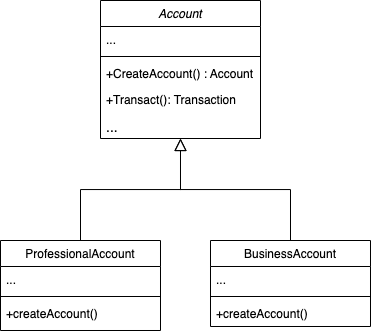 Account
...
+CreateAccount() : Account
+Transact(): Transaction
...
ProfessionalAccount
...
+createAccount()
BusinessAccount
...
+createAccount()